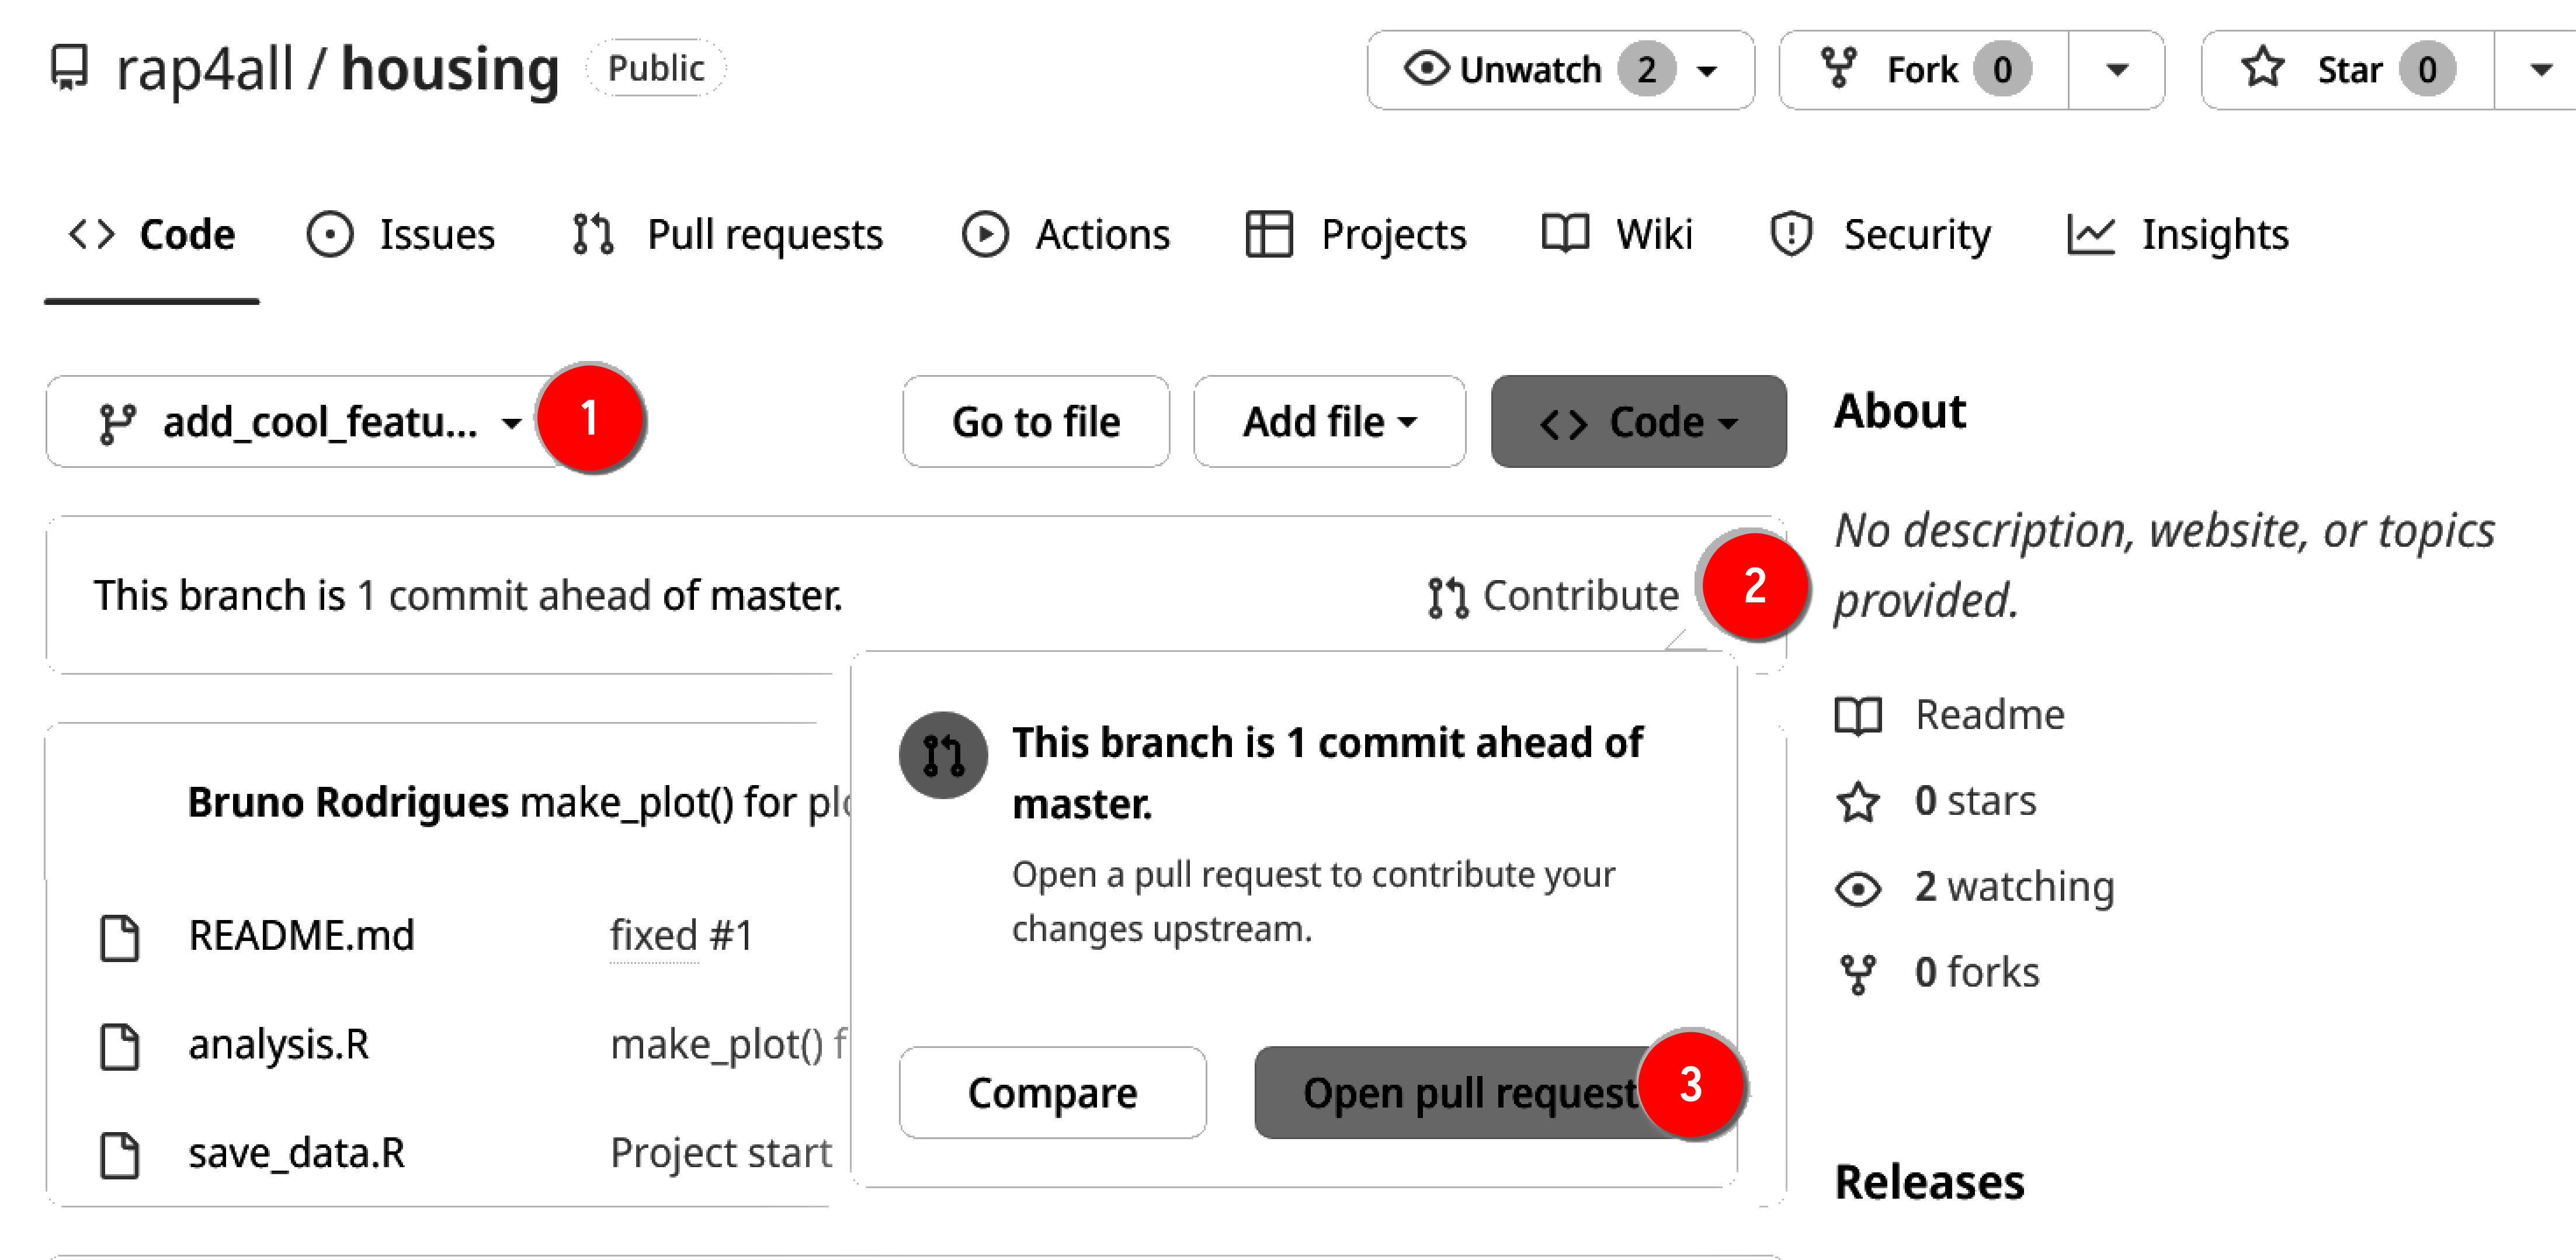 rap4all / housing Public Unwatch 2 Fork 0 Star 0
Code Issues Pull requests Actions Projects Wiki Security Insights
add_cool_featu... 1 Go to file Add file Code
This branch is 1 commit ahead of master. Contribute 2
This branch is 1 commit ahead of
master.
Open a pull request to contribute your
changes upstream.
Compare Open pull request 3
Bruno Rodrigues make_plot() for
README.md fixed #1
analysis.R make_plot()
save_data.R Project start
About
No description, website, or topics
provided.
Readme
0 stars
2 watching
0 forks
Releases